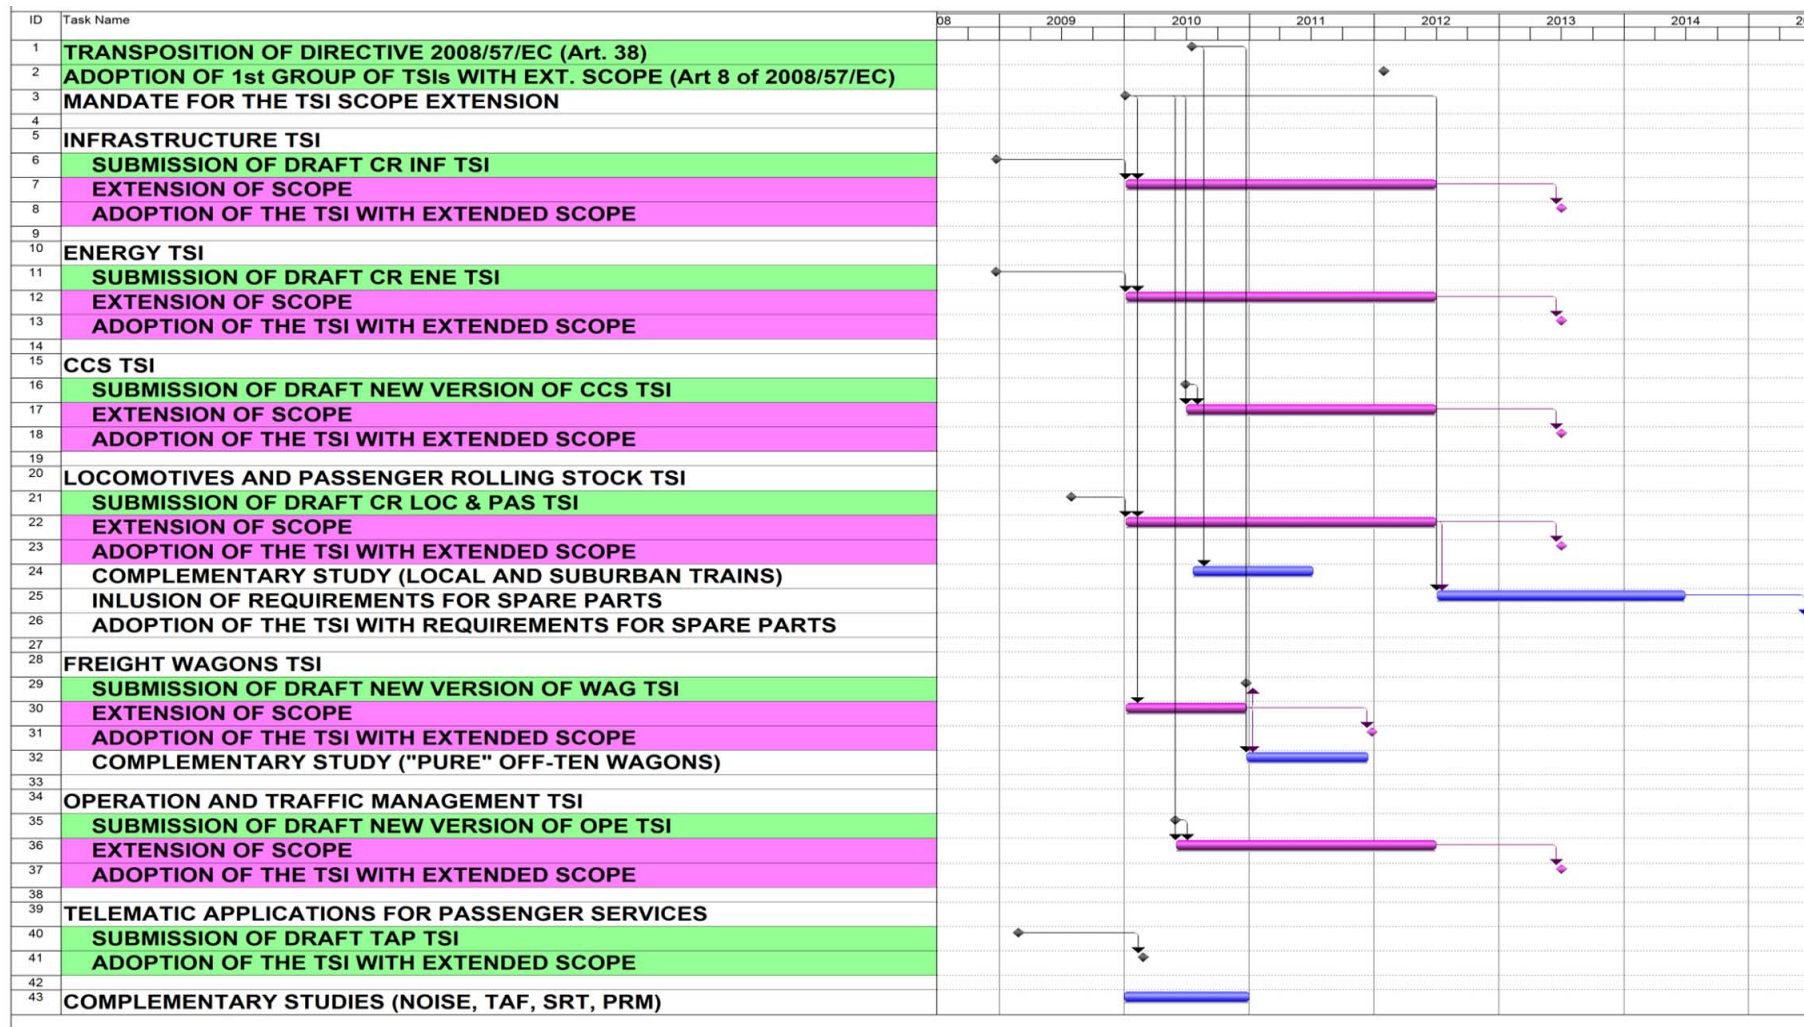 ID Task Name 08 2009 2010 2011 2012 2013 2014 20
1 TRANSPOSITION OF DIRECTIVE 2008/57/EC (Art. 38)
2 ADOPTION OF 1st GROUP OF TSIs WITH EXT. SCOPE (Art 8 of 2008/57/EC)
3 MANDATE FOR THE TSI SCOPE EXTENSION
4
5 INFRASTRUCTURE TSI
6 SUBMISSION OF DRAFT CR INF TSI
7 EXTENSION OF SCOPE
8 ADOPTION OF THE TSI WITH EXTENDED SCOPE
9
10 ENERGY TSI
11 SUBMISSION OF DRAFT CR ENE TSI
12 EXTENSION OF SCOPE
13 ADOPTION OF THE TSI WITH EXTENDED SCOPE
14
15 CCS TSI
16 SUBMISSION OF DRAFT NEW VERSION OF CCS TSI
17 EXTENSION OF SCOPE
18 ADOPTION OF THE TSI WITH EXTENDED SCOPE
19
20 LOCOMOTIVES AND PASSENGER ROLLING STOCK TSI
21 SUBMISSION OF DRAFT CR LOC & PAS TSI
22 EXTENSION OF SCOPE
23 ADOPTION OF THE TSI WITH EXTENDED SCOPE
24 COMPLEMENTARY STUDY (LOCAL AND SUBURBAN TRAINS)
25 INLUSION OF REQUIREMENTS FOR SPARE PARTS
26 ADOPTION OF THE TSI WITH REQUIREMENTS FOR SPARE PARTS
27
28 FREIGHT WAGONS TSI
29 SUBMISSION OF DRAFT NEW VERSION OF WAG TSI
30 EXTENSION OF SCOPE
31 ADOPTION OF THE TSI WITH EXTENDED SCOPE
32 COMPLEMENTARY STUDY ("PURE" OFF-TEN WAGONS)
33
34 OPERATION AND TRAFFIC MANAGEMENT TSI
35 SUBMISSION OF DRAFT NEW VERSION OF OPE TSI
36 EXTENSION OF SCOPE
37 ADOPTION OF THE TSI WITH EXTENDED SCOPE
38
39 TELEMATIC APPLICATIONS FOR PASSENGER SERVICES
40 SUBMISSION OF DRAFT TAP TSI
41 ADOPTION OF THE TSI WITH EXTENDED SCOPE
42
43 COMPLEMENTARY STUDIES (NOISE, TAF, SRT, PRM)